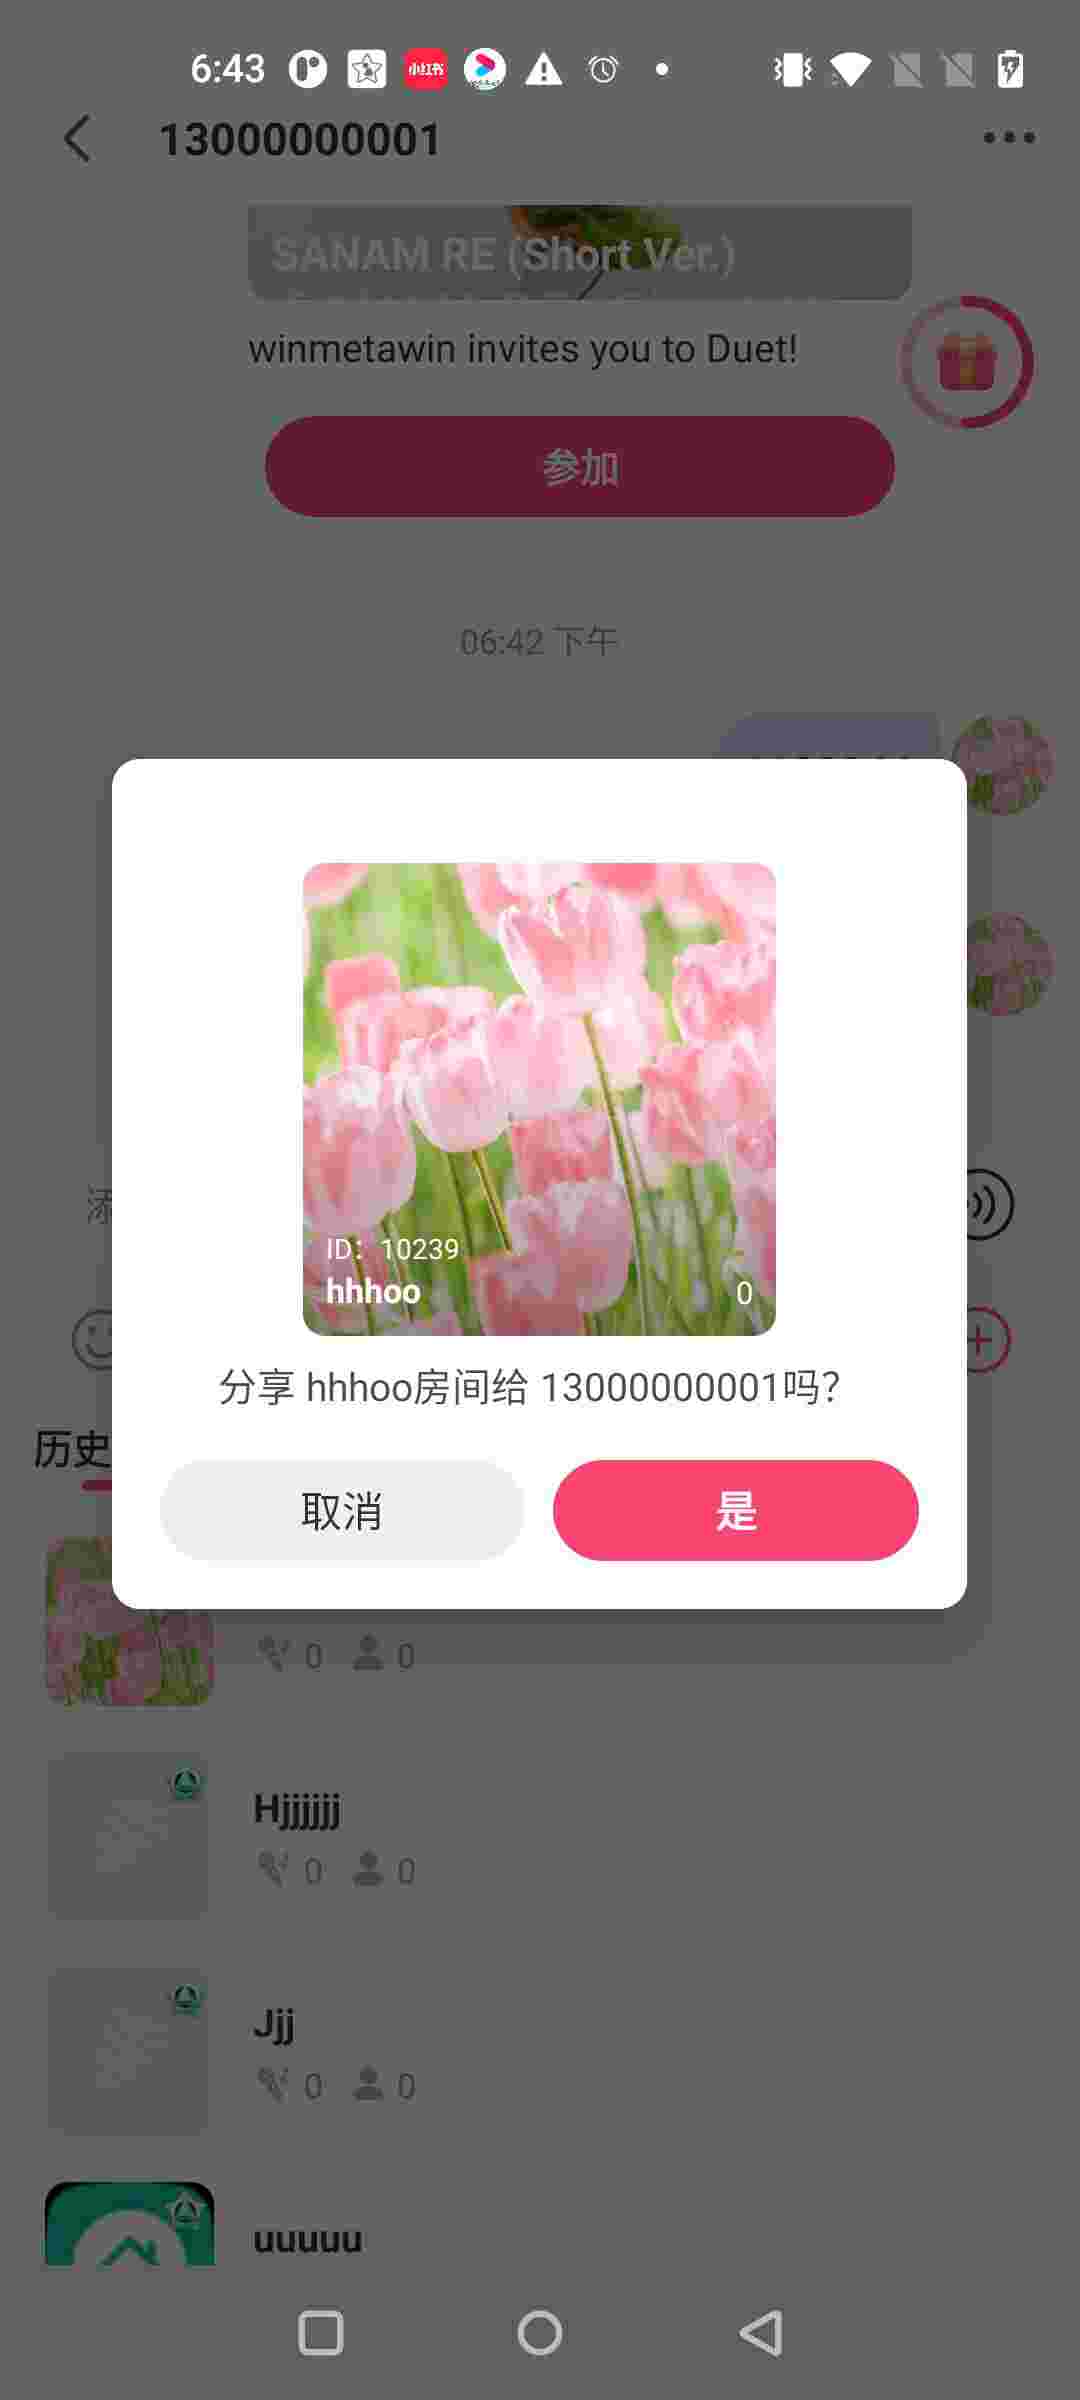 6:43
小红书
13000000001
SANAM RE (Short Ver.)
winmetawin invites you to Duet!
参加
06:42 下午
ID: 10239
hhhoo
0
分享 hhhoo房间给 13000000001吗?
取消
是
历史
0 0
Hjjjjjj
0 0
Jjj
0 0
uuuuu